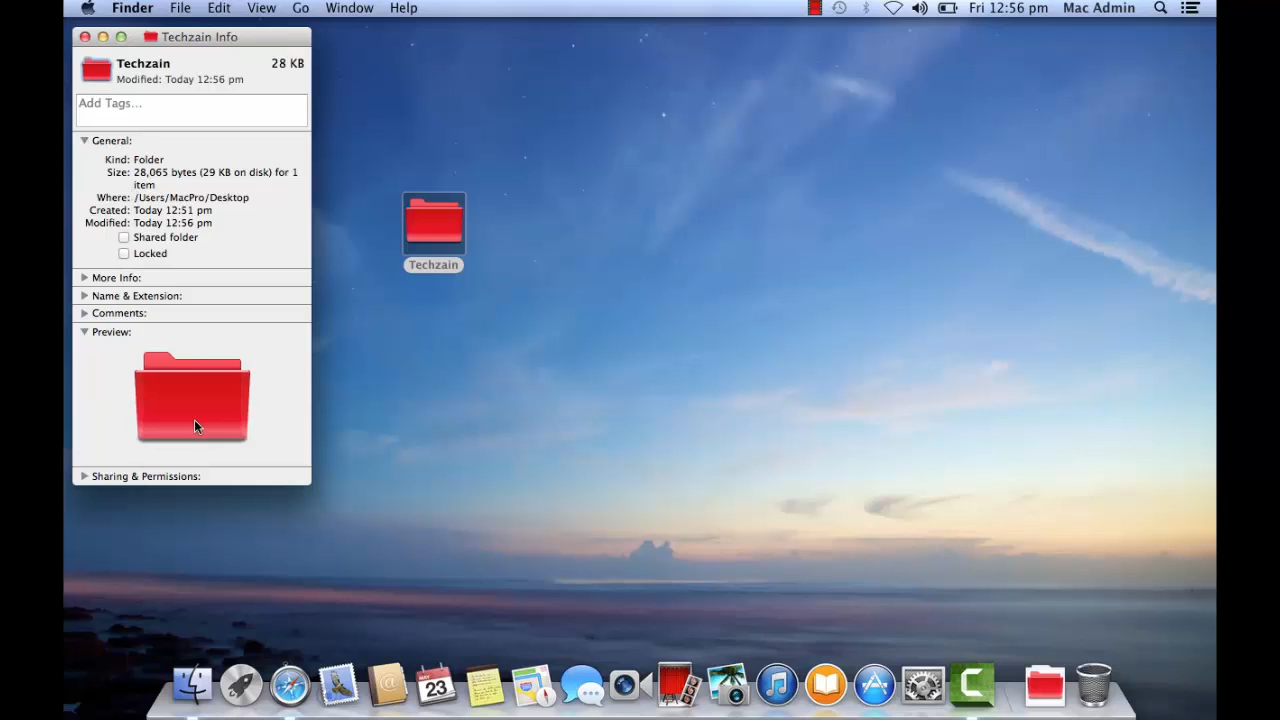 Finder File Edit View Go Window Help Fri 12:56 pm Mac Admin
Techzain Info
Techzain 28 KB
Modified: Today 12:56 pm
Add Tags...
General:
Kind: Folder
Size: 28,065 bytes (29 KB on disk) for 1
item
Where: /Users/MacPro/Desktop
Created: Today 12:51 pm
Modified: Today 12:56 pm
Shared folder
Locked
More Info:
Name & Extension:
Comments:
Preview:
Sharing & Permissions:
Techzain
MAY
23